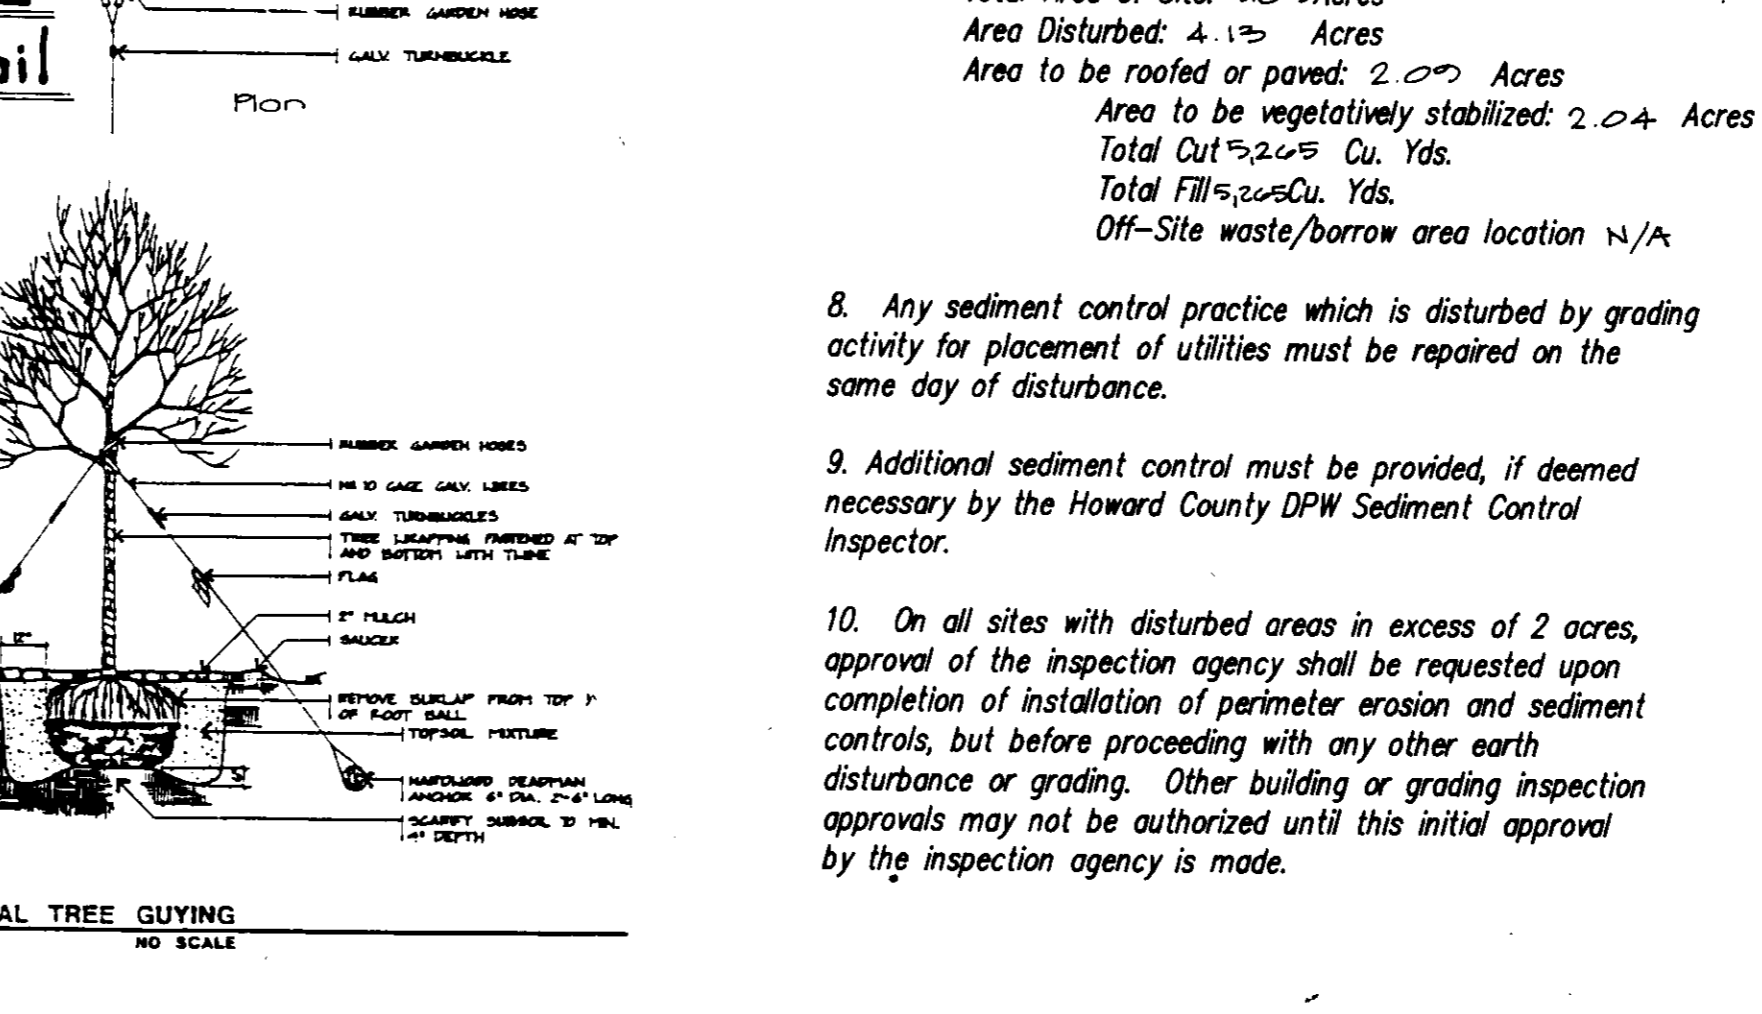 RUBBER GARDEN HOSE
GALV. TURNBUCKLE
Plan
RUBBER GARDEN HOSES
10 GAGE GALV. WIRES
GALV. TURNBUCKLES
TREE WRAPPING FASTENED AT TOP
AND BOTTOM WITH TWINE
FLAG
2" MULCH
SAUCER
12"
REMOVE BURLAP FROM TOP
OF ROOT BALL
TOPSOIL MIXTURE
HARDWOOD DEADMAN
ANCHOR 6" DIA. 2'-6" LONG
SCARIFY SUBSOIL TO MIN.
4" DEPTH
TREE GUYING
NO SCALE
Area Disturbed: 4.13 Acres
Area to be roofed or paved: 2.09 Acres
Area to be vegetatively stabilized: 2.04 Acres
Total Cut 5,265 Cu. Yds.
Total Fill 5,265 Cu. Yds.
Off-Site waste/borrow area location N/A
8. Any sediment control practice which is disturbed by grading
activity for placement of utilities must be repaired on the
same day of disturbance.
9. Additional sediment control must be provided, if deemed
necessary by the Howard County DPW Sediment Control
Inspector.
10. On all sites with disturbed areas in excess of 2 acres,
approval of the inspection agency shall be requested upon
completion of installation of perimeter erosion and sediment
controls, but before proceeding with any other earth
disturbance or grading. Other building or grading inspection
approvals may not be authorized until this initial approval
by the inspection agency is made.